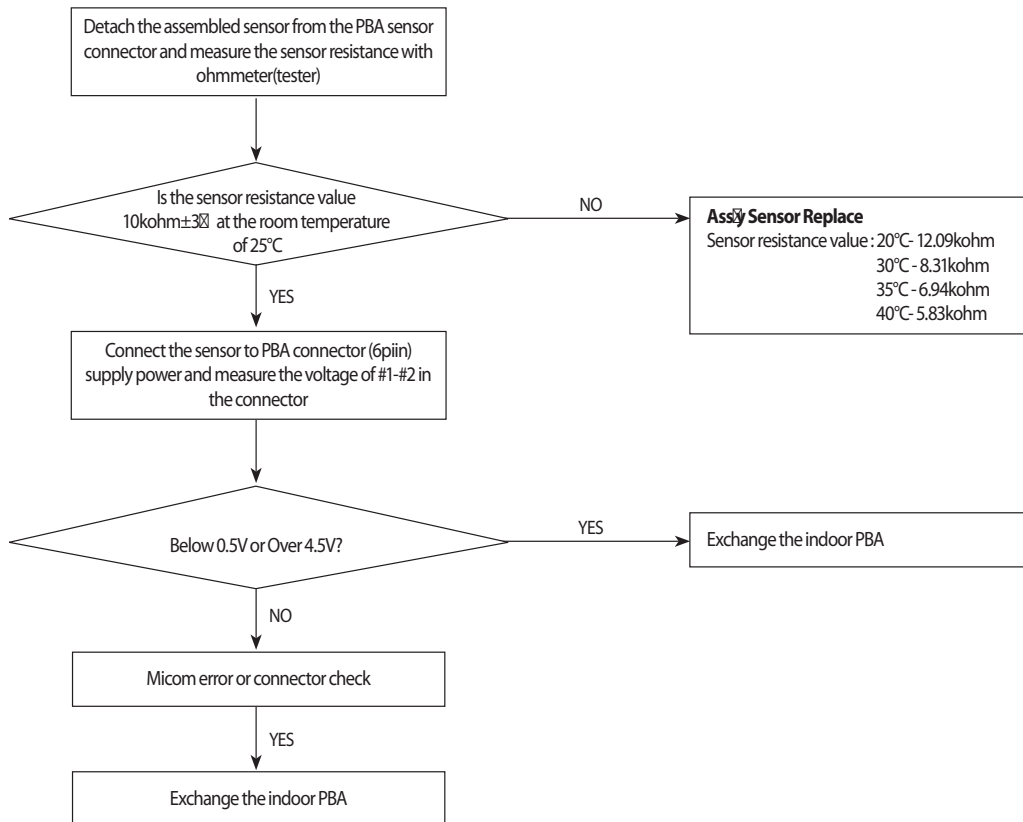 Detach the assembled sensor from the PBA sensor
connector and measure the sensor resistance with
ohmmeter(tester)
Is the sensor resistance value
10kohm±3 at the room temperature
of 25°C
NO
Ass'y Sensor Replace
Sensor resistance value : 20°C- 12.09kohm
30°C - 8.31kohm
35°C - 6.94kohm
40°C- 5.83kohm
YES
Connect the sensor to PBA connector (6piin)
supply power and measure the voltage of #1-#2 in
the connector
Below 0.5V or Over 4.5V?
YES
Exchange the indoor PBA
NO
Micom error or connector check
YES
Exchange the indoor PBA